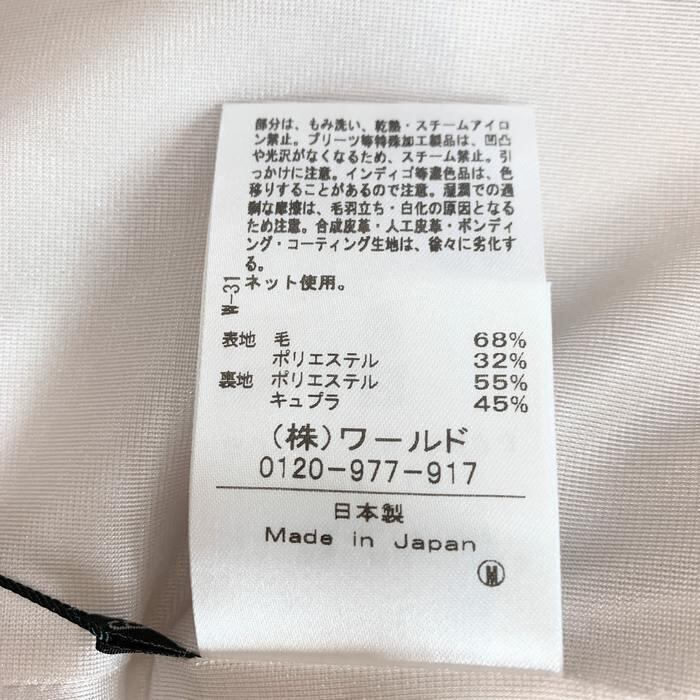 部分は、もみ洗い、乾熱・スチームアイロ
ン禁止。プリーツ等特殊加工製品は、凹凸
や光沢がなくなるため、スチーム禁止。引
っかけに注意。インディゴ等濃色品は、色
移りすることがあるので注意。湿潤での過
剰な摩擦は、毛羽立ち・白化の原因となる
ため注意。合成皮革・人工皮革・ボンディ
ング・コーティング生地は、徐々に劣化す
る。
ネット使用。
W-31
表地 毛 68%
ポリエステル 32%
裏地 ポリエステル 55%
キュプラ 45%
(株)ワールド
0120-977-917
日本製
Made in Japan
M